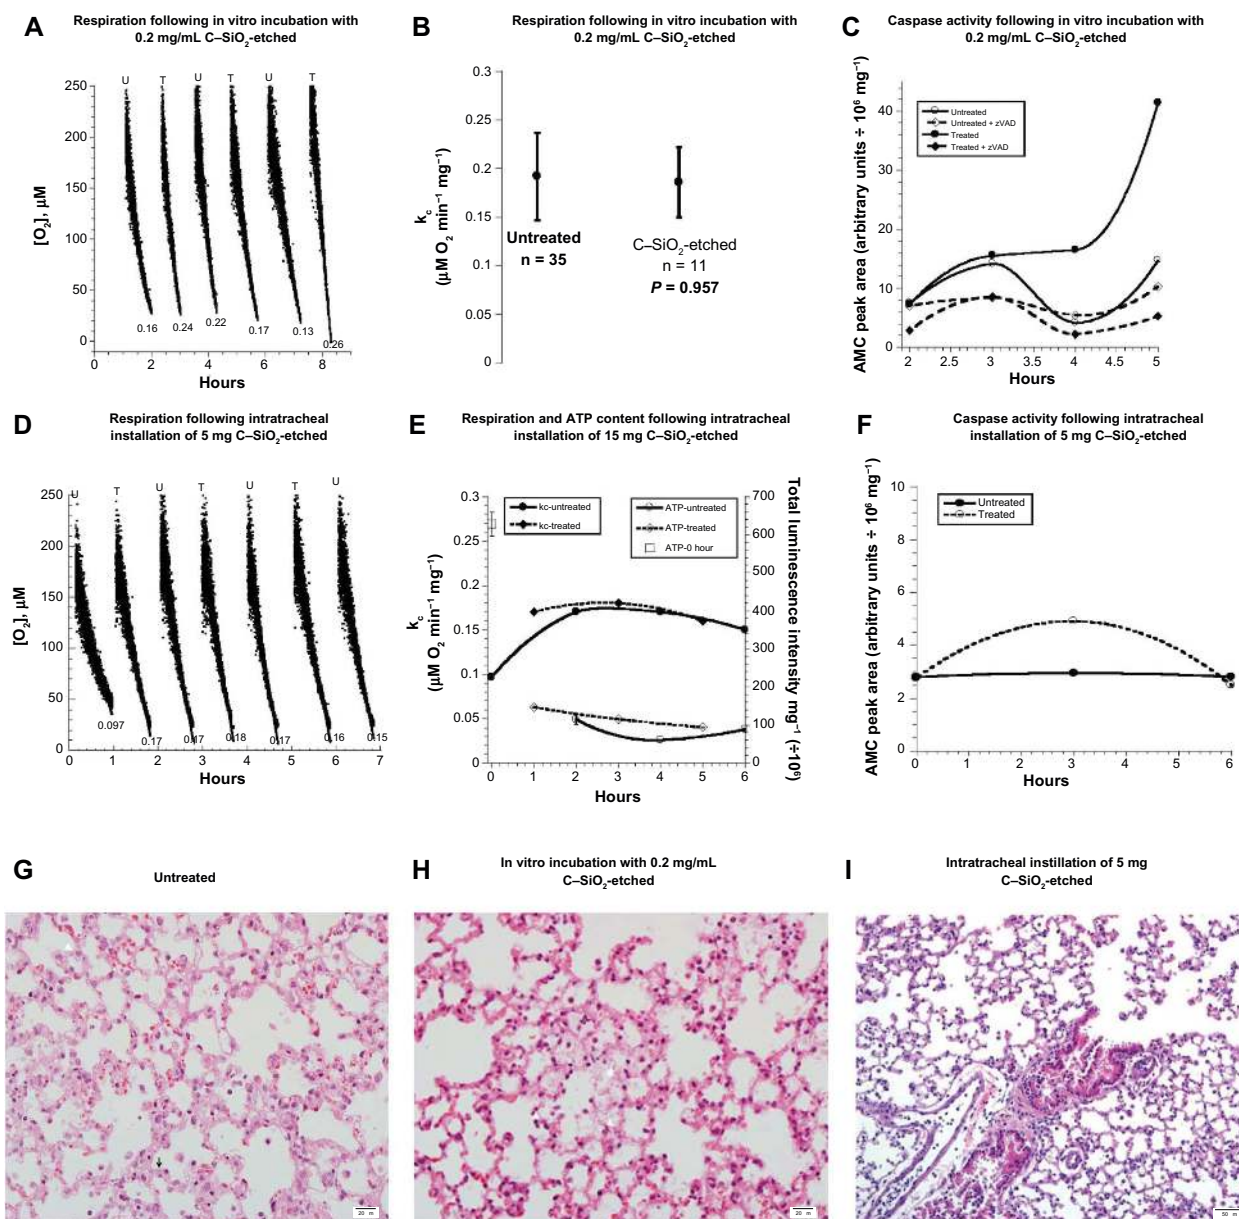 A
Respiration following in vitro incubation with
0.2 mg/mL C–SiO2-etched
250
200
150
100
50
0
[O2], µM
U T U T U T
0.16 0.24 0.22 0.17 0.13 0.26
0 2 4 6 8
Hours
B
Respiration following in vitro incubation with
0.2 mg/mL C–SiO2-etched
0.3
0.25
0.2
0.15
0.1
0.05
0
kc
(µM O2 min−1 mg−1)
Untreated
n = 35
C–SiO2-etched
n = 11
P = 0.957
C
Caspase activity following in vitro incubation with
0.2 mg/mL C–SiO2-etched
AMC peak area (arbitrary units ÷ 10⁶ mg−1)
40
30
20
10
0
Untreated
Untreated + zVAD
Treated
Treated + zVAD
2 2.5 3 3.5 4 4.5 5
Hours
D
Respiration following intratracheal
installation of 5 mg C–SiO2-etched
250
200
150
100
50
0
[O2], µM
U T U T U T U
0.097 0.17 0.17 0.18 0.17 0.16 0.15
0 1 2 3 4 5 6 7
Hours
E
Respiration and ATP content following intratracheal
installation of 15 mg C–SiO2-etched
0.3
0.25
0.2
0.15
0.1
0.05
0
kc
(µM O2 min−1 mg−1)
kc-untreated
kc-treated
ATP-untreated
ATP-treated
ATP-0 hour
700
600
500
400
300
200
100
0
Total luminescence intensity mg−1 (÷10⁶)
0 1 2 3 4 5 6
Hours
F
Caspase activity following intratracheal
installation of 5 mg C–SiO2-etched
AMC peak area (arbitrary units ÷ 10⁶ mg−1)
10
8
6
4
2
0
Untreated
Treated
0 1 2 3 4 5 6
Hours
G
Untreated
20 m
H
In vitro incubation with 0.2 mg/mL
C–SiO2-etched
20 m
I
Intratracheal instillation of 5 mg
C–SiO2-etched
50 m